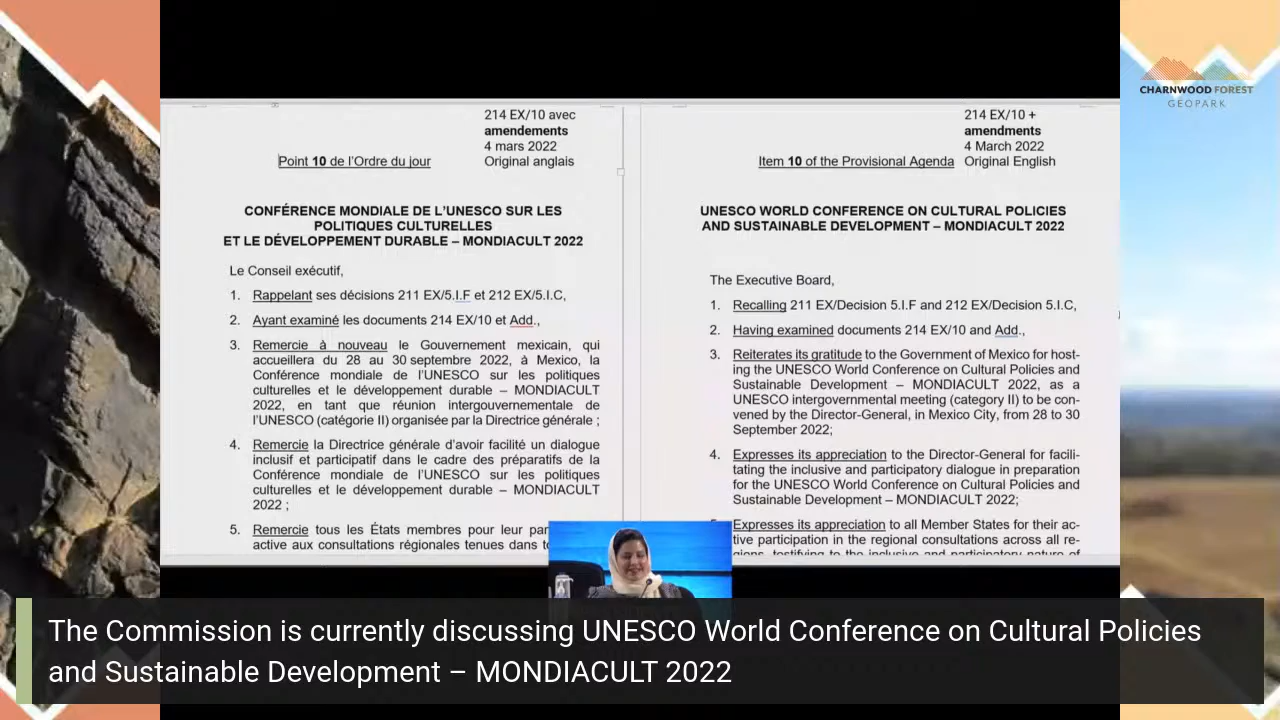 214 EX/10 avec
amendements
4 mars 2022
Point 10 de l'Ordre du jour Original anglais
CONFÉRENCE MONDIALE DE L'UNESCO SUR LES
POLITIQUES CULTURELLES
ET LE DÉVELOPPEMENT DURABLE – MONDIACULT 2022
Le Conseil exécutif,
1. Rappelant ses décisions 211 EX/5.I.F et 212 EX/5.I.C,
2. Ayant examiné les documents 214 EX/10 et Add.,
3. Remercie à nouveau le Gouvernement mexicain, qui
accueillera du 28 au 30 septembre 2022, à Mexico, la
Conférence mondiale de l'UNESCO sur les politiques
culturelles et le développement durable – MONDIACULT
2022, en tant que réunion intergouvernementale de
l'UNESCO (catégorie II) organisée par la Directrice générale ;
4. Remercie la Directrice générale d'avoir facilité un dialogue
inclusif et participatif dans le cadre des préparatifs de la
Conférence mondiale de l'UNESCO sur les politiques
culturelles et le développement durable – MONDIACULT
2022 ;
5. Remercie tous les États membres pour leur
active aux consultations régionales tenues dans
214 EX/10 +
amendments
4 March 2022
Item 10 of the Provisional Agenda Original English
UNESCO WORLD CONFERENCE ON CULTURAL POLICIES
AND SUSTAINABLE DEVELOPMENT – MONDIACULT 2022
The Executive Board,
1. Recalling 211 EX/Decision 5.I.F and 212 EX/Decision 5.I.C,
2. Having examined documents 214 EX/10 and Add.,
3. Reiterates its gratitude to the Government of Mexico for host-
ing the UNESCO World Conference on Cultural Policies and
Sustainable Development – MONDIACULT 2022, as a
UNESCO intergovernmental meeting (category II) to be con-
vened by the Director-General, in Mexico City, from 28 to 30
September 2022;
4. Expresses its appreciation to the Director-General for facili-
tating the inclusive and participatory dialogue in preparation
for the UNESCO World Conference on Cultural Policies and
Sustainable Development – MONDIACULT 2022;
Expresses its appreciation to all Member States for their ac-
tive participation in the regional consultations across all re-
gions, testifying to the inclusive and participatory nature of
CHARNWOOD FOREST
GEOPARK
The Commission is currently discussing UNESCO World Conference on Cultural Policies
and Sustainable Development – MONDIACULT 2022